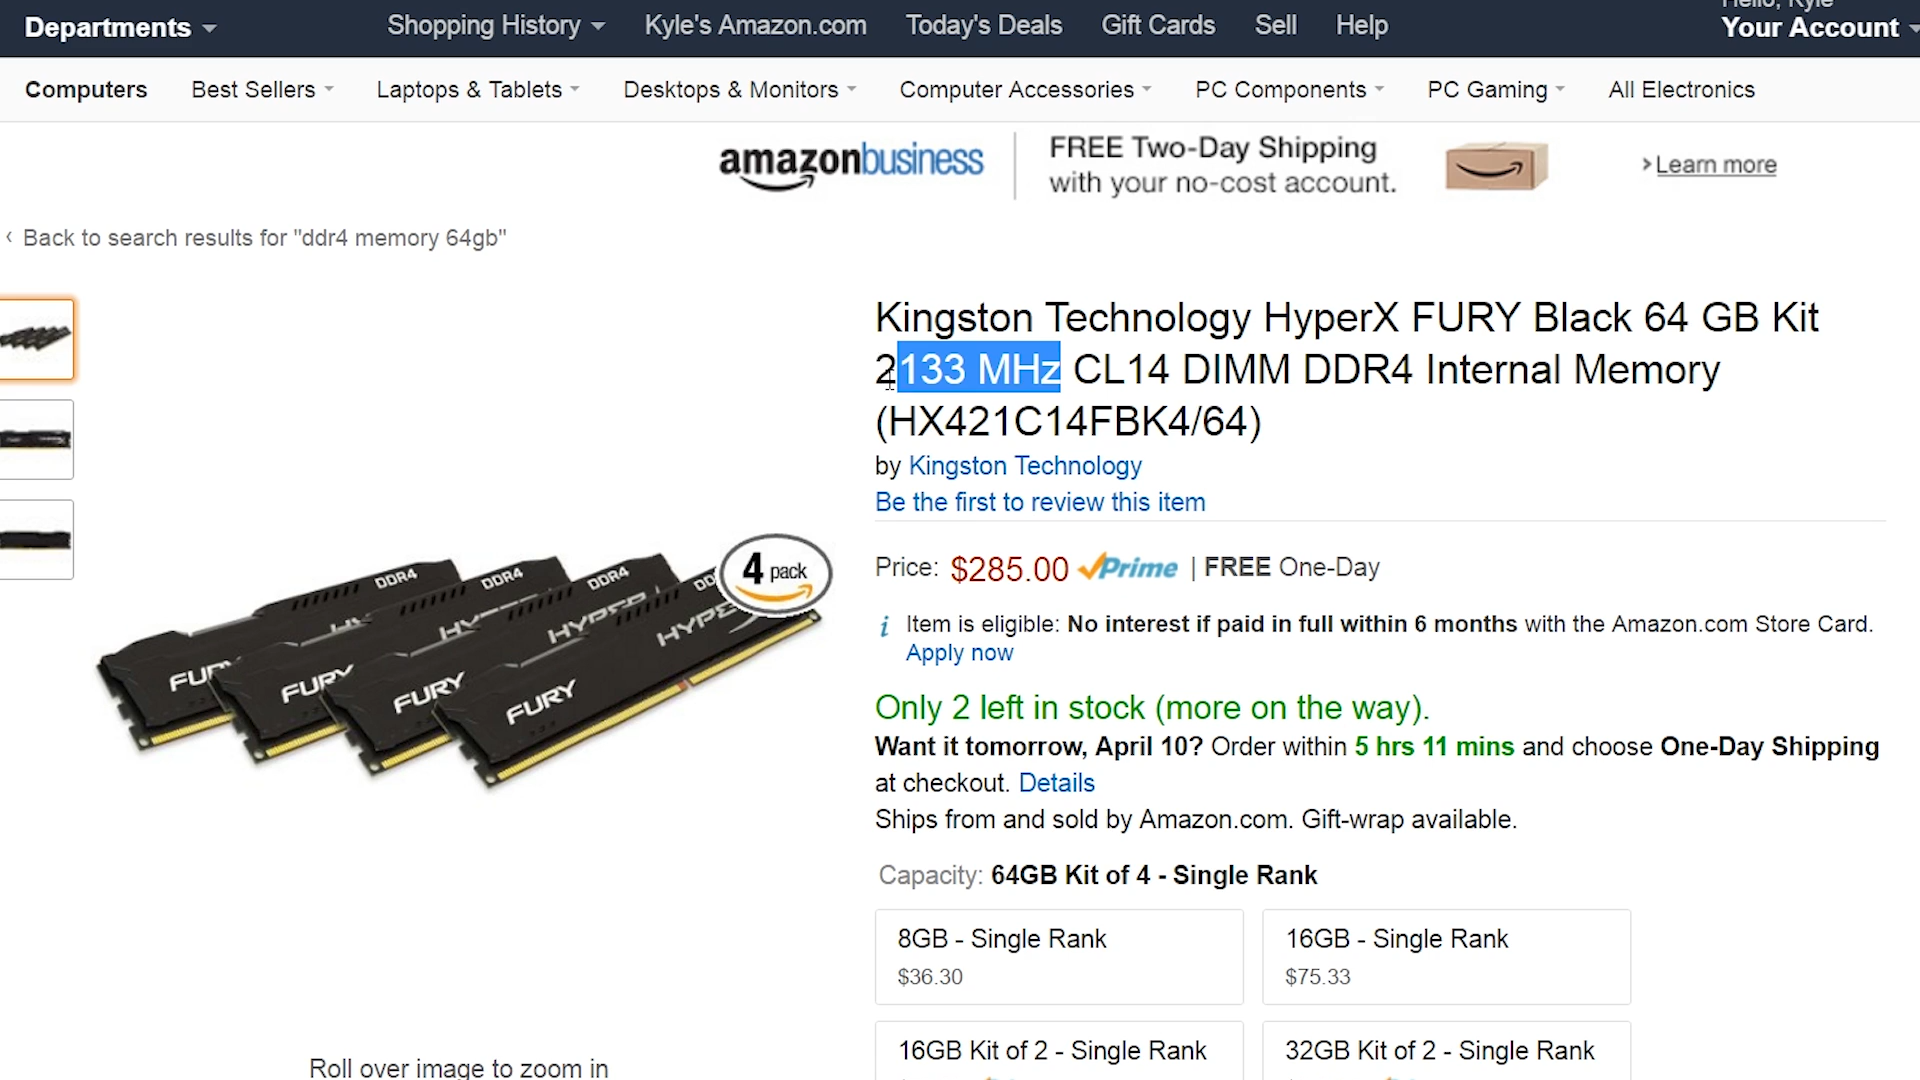 Hello, Kyle
Departments
Shopping History
Kyle's Amazon.com
Today's Deals
Gift Cards
Sell
Help
Your Account
Computers
Best Sellers
Laptops & Tablets
Desktops & Monitors
Computer Accessories
PC Components
PC Gaming
All Electronics
amazonbusiness
FREE Two-Day Shipping
with your no-cost account.
Learn more
‹ Back to search results for "ddr4 memory 64gb"
Kingston Technology HyperX FURY Black 64 GB Kit
2133 MHz CL14 DIMM DDR4 Internal Memory
(HX421C14FBK4/64)
by Kingston Technology
Be the first to review this item
Price: $285.00 Prime | FREE One-Day
i Item is eligible: No interest if paid in full within 6 months with the Amazon.com Store Card.
Apply now
Only 2 left in stock (more on the way).
Want it tomorrow, April 10? Order within 5 hrs 11 mins and choose One-Day Shipping
at checkout. Details
Ships from and sold by Amazon.com. Gift-wrap available.
Capacity: 64GB Kit of 4 - Single Rank
8GB - Single Rank
$36.30
16GB - Single Rank
$75.33
16GB Kit of 2 - Single Rank
32GB Kit of 2 - Single Rank
4 pack
DDR4
DDR4
DDR4
FURY
FURY
FURY
FURY
Roll over image to zoom in